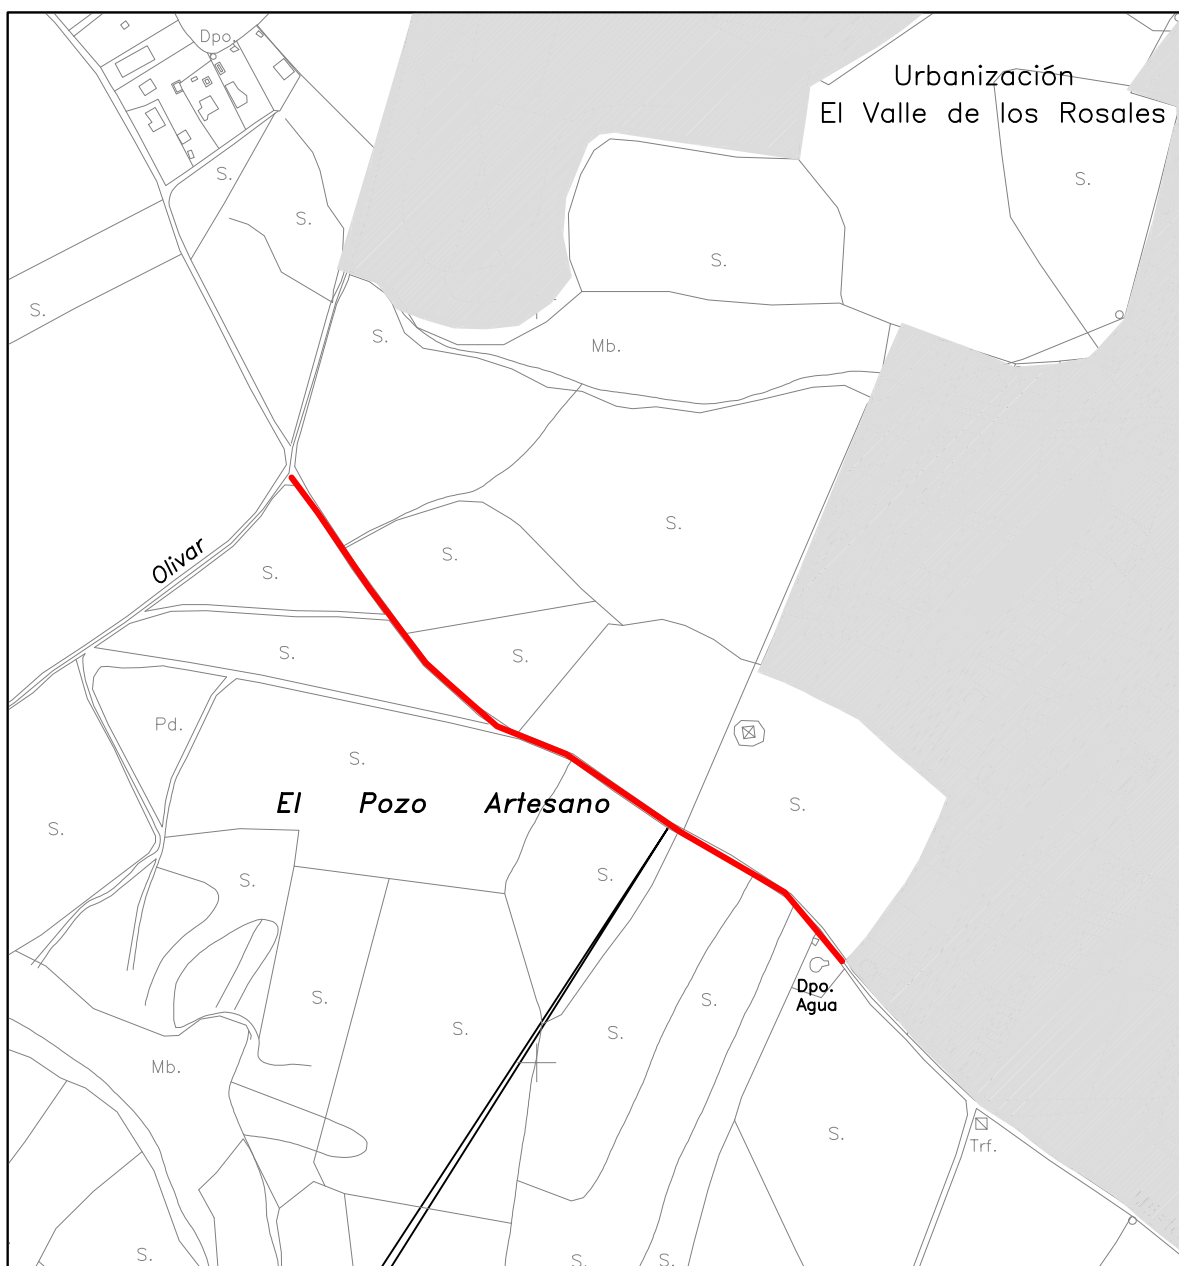 Dpo.
Urbanización
El Valle de los Rosales
S.
S.
S.
S.
S.
S.
Mb.
S.
Olivar
S.
S.
S.
S.
Pd.
S.
El Pozo Artesano
S.
S.
S.
S.
S.
S.
S.
Dpo.
Agua
S.
S.
Mb.
S.
Trf.
S.
S.
S.